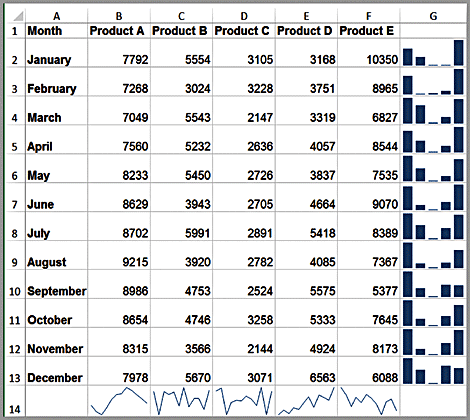 A B C D E F G
1 Month Product A Product B Product C Product D Product E
2 January 7792 5554 3105 3168 10350
3 February 7268 3024 3228 3751 8965
4 March 7049 5543 2147 3319 6827
5 April 7560 5232 2636 4057 8544
6 May 8233 5450 2726 3837 7535
7 June 8629 3943 2705 4664 9070
8 July 8702 5991 2891 5418 8389
9 August 9215 3920 2782 4085 7367
10 September 8986 4753 2524 5575 5377
11 October 8654 4746 3258 5333 7645
12 November 8315 3566 2144 4924 8173
13 December 7978 5670 3071 6563 6088
14